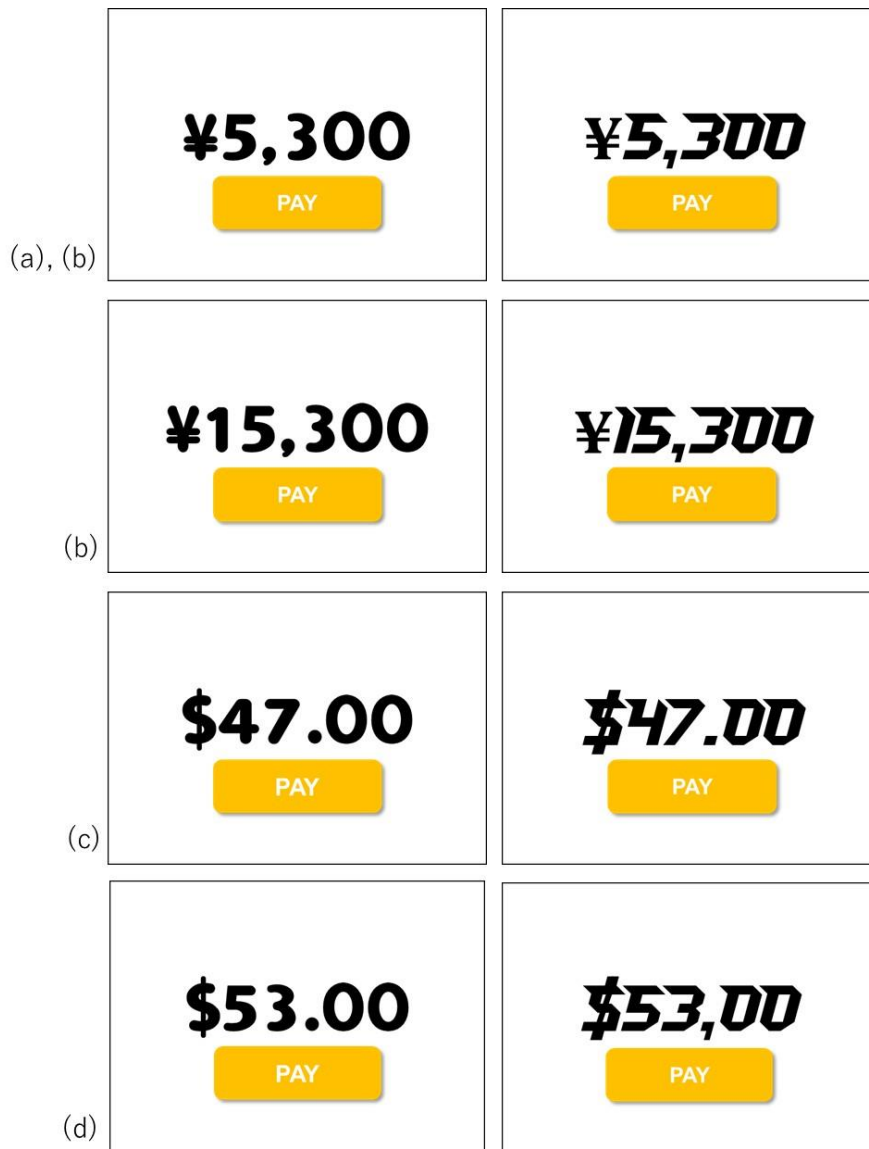 ¥5,300 ¥5,300
PAY PAY
(a), (b)
¥15,300 ¥15,300
PAY PAY
(b)
$47.00 $47.00
PAY PAY
(c)
$53.00 $53,00
PAY PAY
(d)